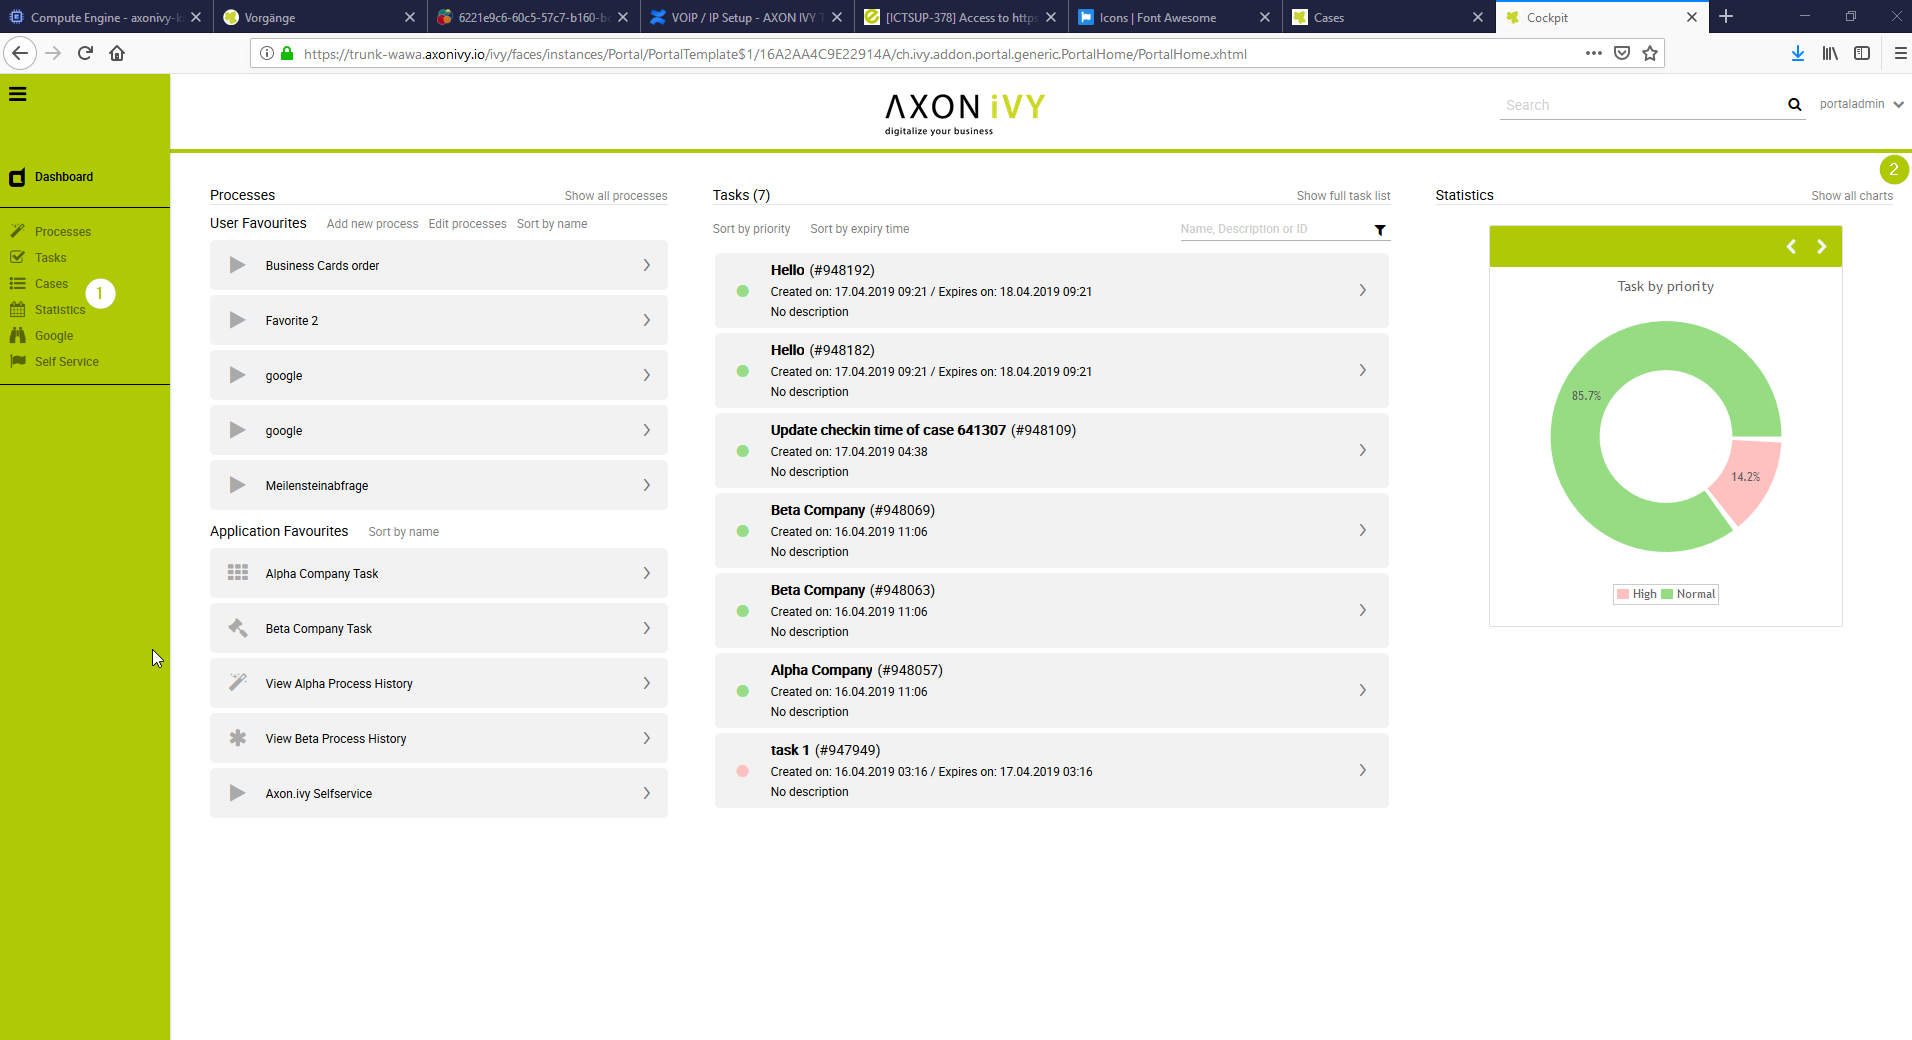 Compute Engine - axonivy-k
Vorgänge
6221e9c6-60c5-57c7-b160-b
VOIP / IP Setup - AXON IVY T
[ICTSUP-378] Access to https
Icons | Font Awesome
Cases
Cockpit
https://trunk-wawa.axonivy.io/ivy/faces/instances/Portal/PortalTemplate$1/16A2AA4C9E22914A/ch.ivy.addon.portal.generic.PortalHome/PortalHome.xhtml
AXON iVY
digitalize your business
Search
portaladmin
Dashboard
Processes
Tasks
Cases
1
Statistics
Google
Self Service
Processes
Show all processes
User Favourites
Add new process
Edit processes
Sort by name
Business Cards order
Favorite 2
google
google
Meilensteinabfrage
Application Favourites
Sort by name
Alpha Company Task
Beta Company Task
View Alpha Process History
View Beta Process History
Axon.ivy Selfservice
Tasks (7)
Show full task list
Sort by priority
Sort by expiry time
Name, Description or ID
Hello (#948192)
Created on: 17.04.2019 09:21 / Expires on: 18.04.2019 09:21
No description
Hello (#948182)
Created on: 17.04.2019 09:21 / Expires on: 18.04.2019 09:21
No description
Update checkin time of case 641307 (#948109)
Created on: 17.04.2019 04:38
No description
Beta Company (#948069)
Created on: 16.04.2019 11:06
No description
Beta Company (#948063)
Created on: 16.04.2019 11:06
No description
Alpha Company (#948057)
Created on: 16.04.2019 11:06
No description
task 1 (#947949)
Created on: 16.04.2019 03:16 / Expires on: 17.04.2019 03:16
No description
2
Statistics
Show all charts
Task by priority
85.7%
14.2%
High
Normal